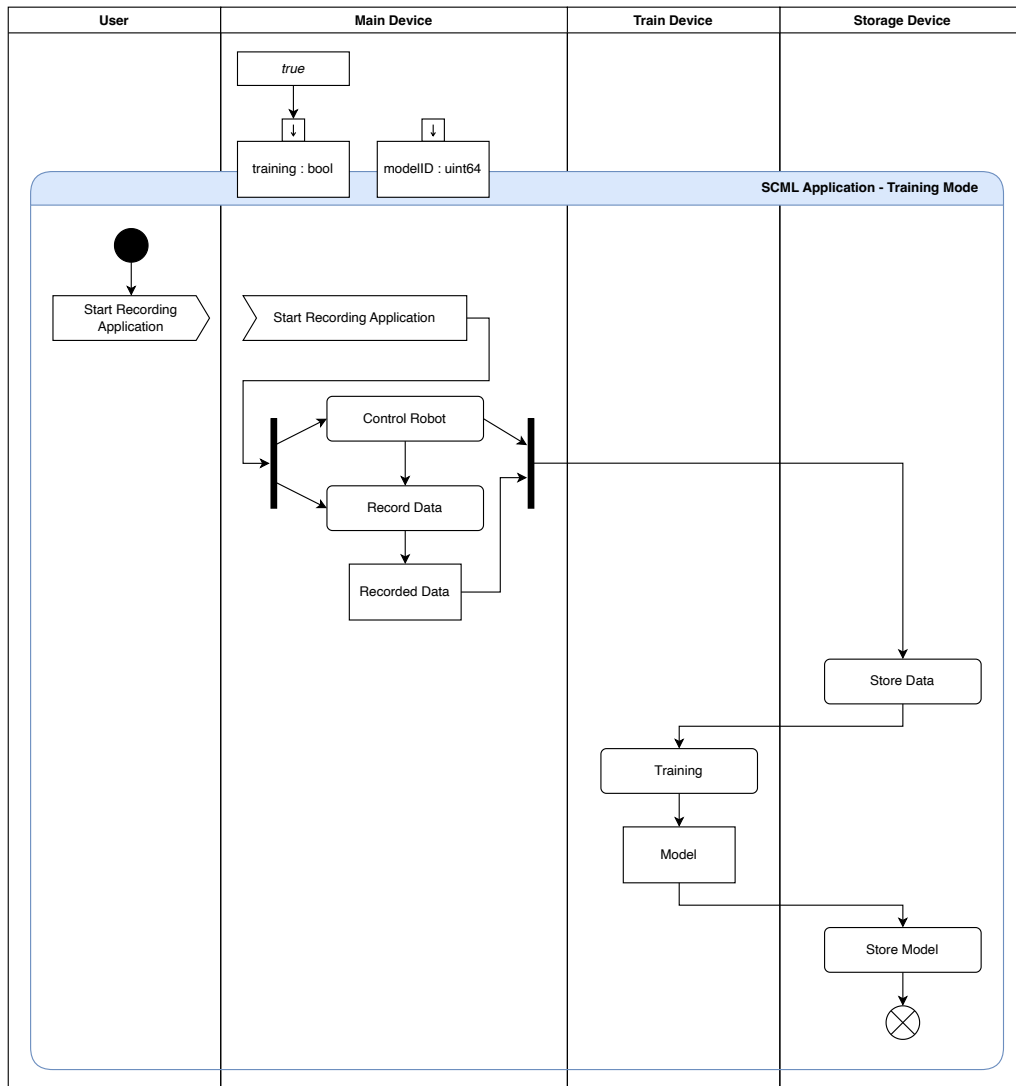 User
Main Device
Train Device
Storage Device
true
↓
↓
training : bool
modelID : uint64
SCML Application - Training Mode
Start Recording
Application
Start Recording Application
Control Robot
Record Data
Recorded Data
Store Data
Training
Model
Store Model